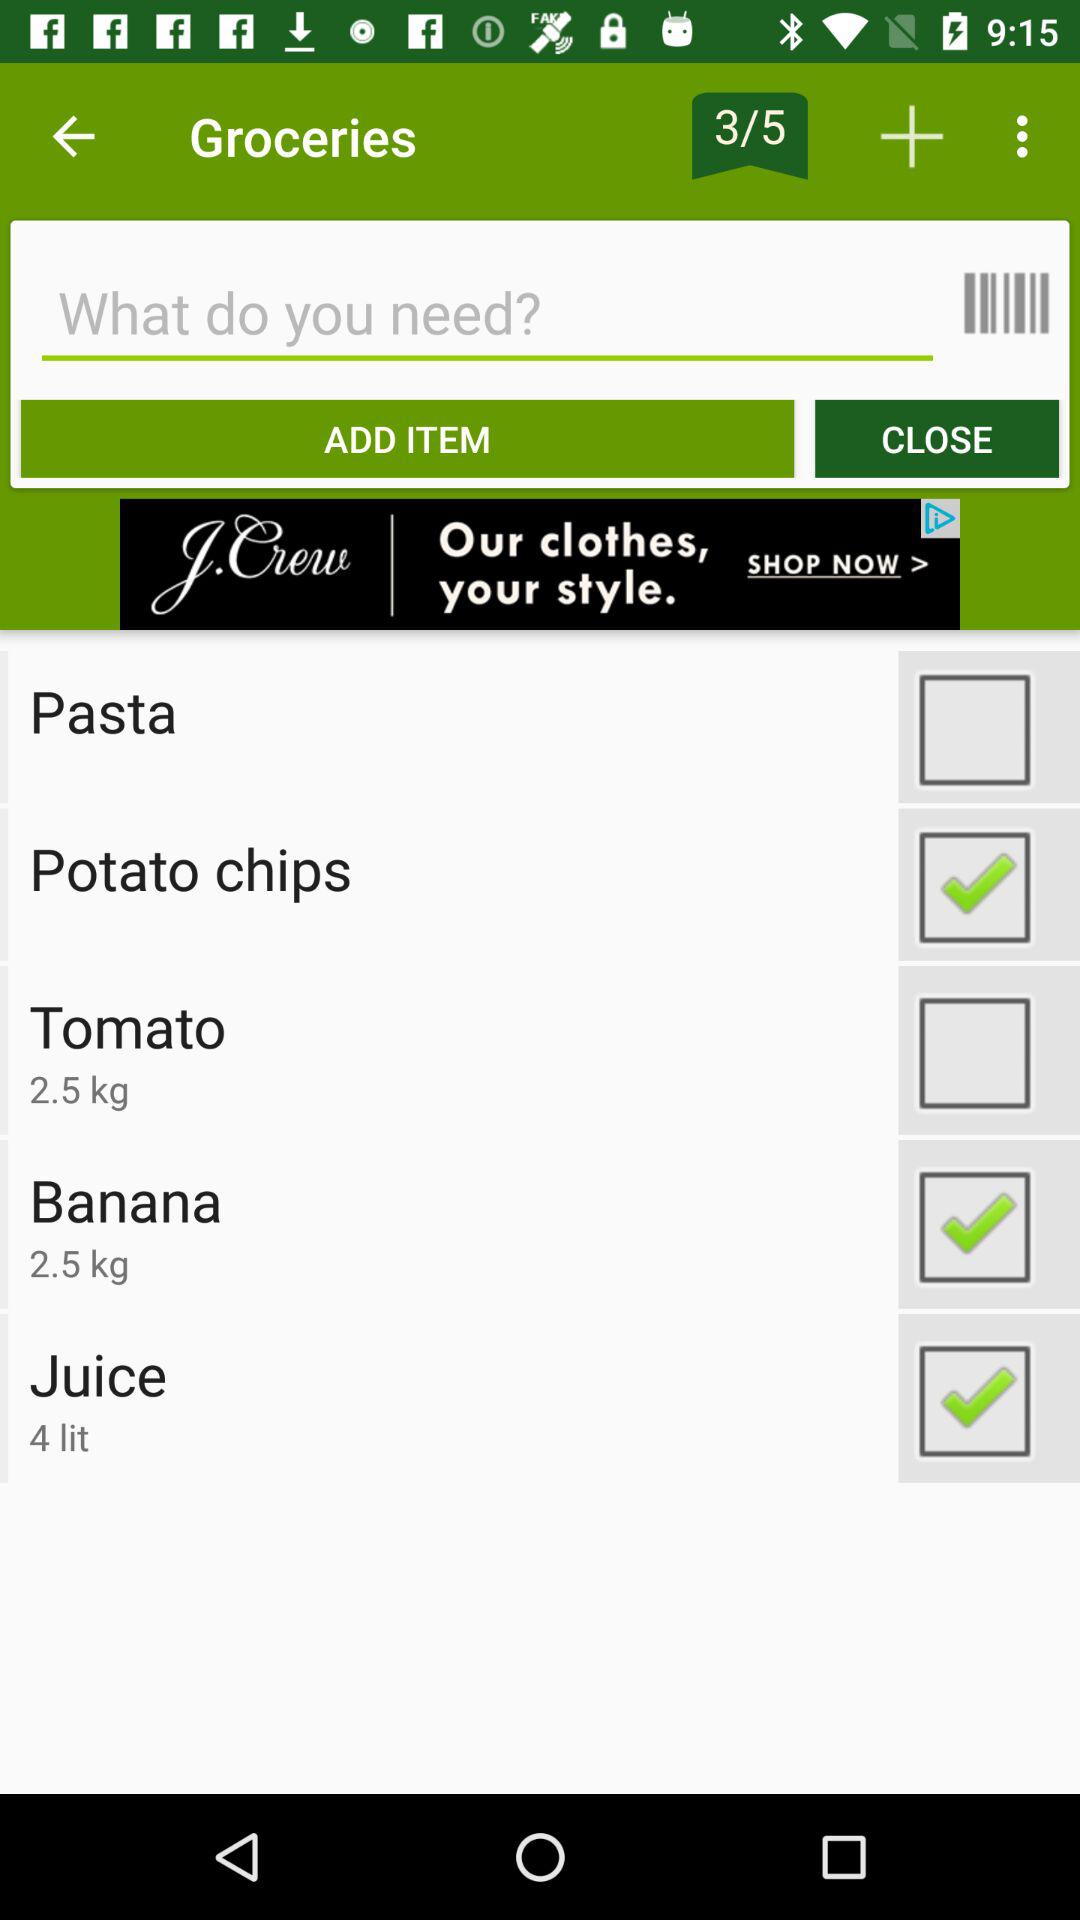 FAKE
9:15
Groceries
3/5
What do you need?
ADD ITEM
CLOSE
J.Crew
Our clothes,
your style.
SHOP NOW >
Pasta
Potato chips
Tomato
2.5 kg
Banana
2.5 kg
Juice
4 lit